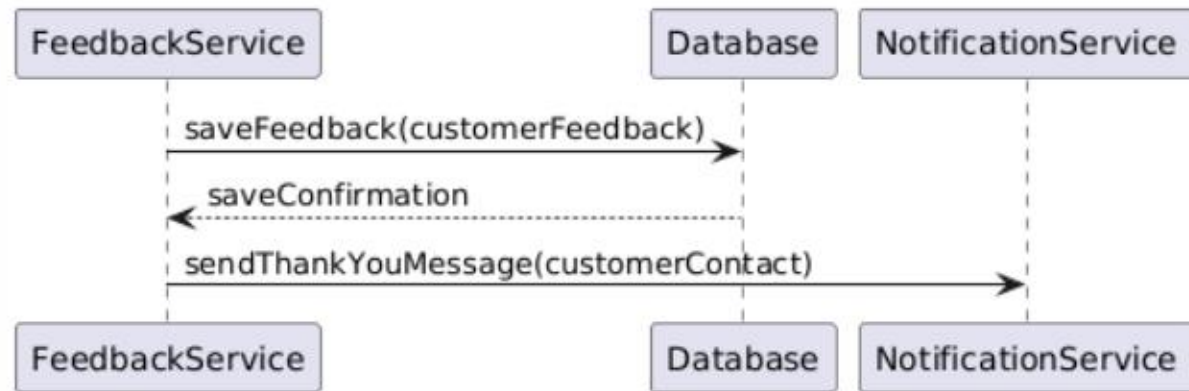 FeedbackService Database NotificationService
saveFeedback(customerFeedback)
saveConfirmation
sendThankYouMessage(customerContact)
FeedbackService Database NotificationService